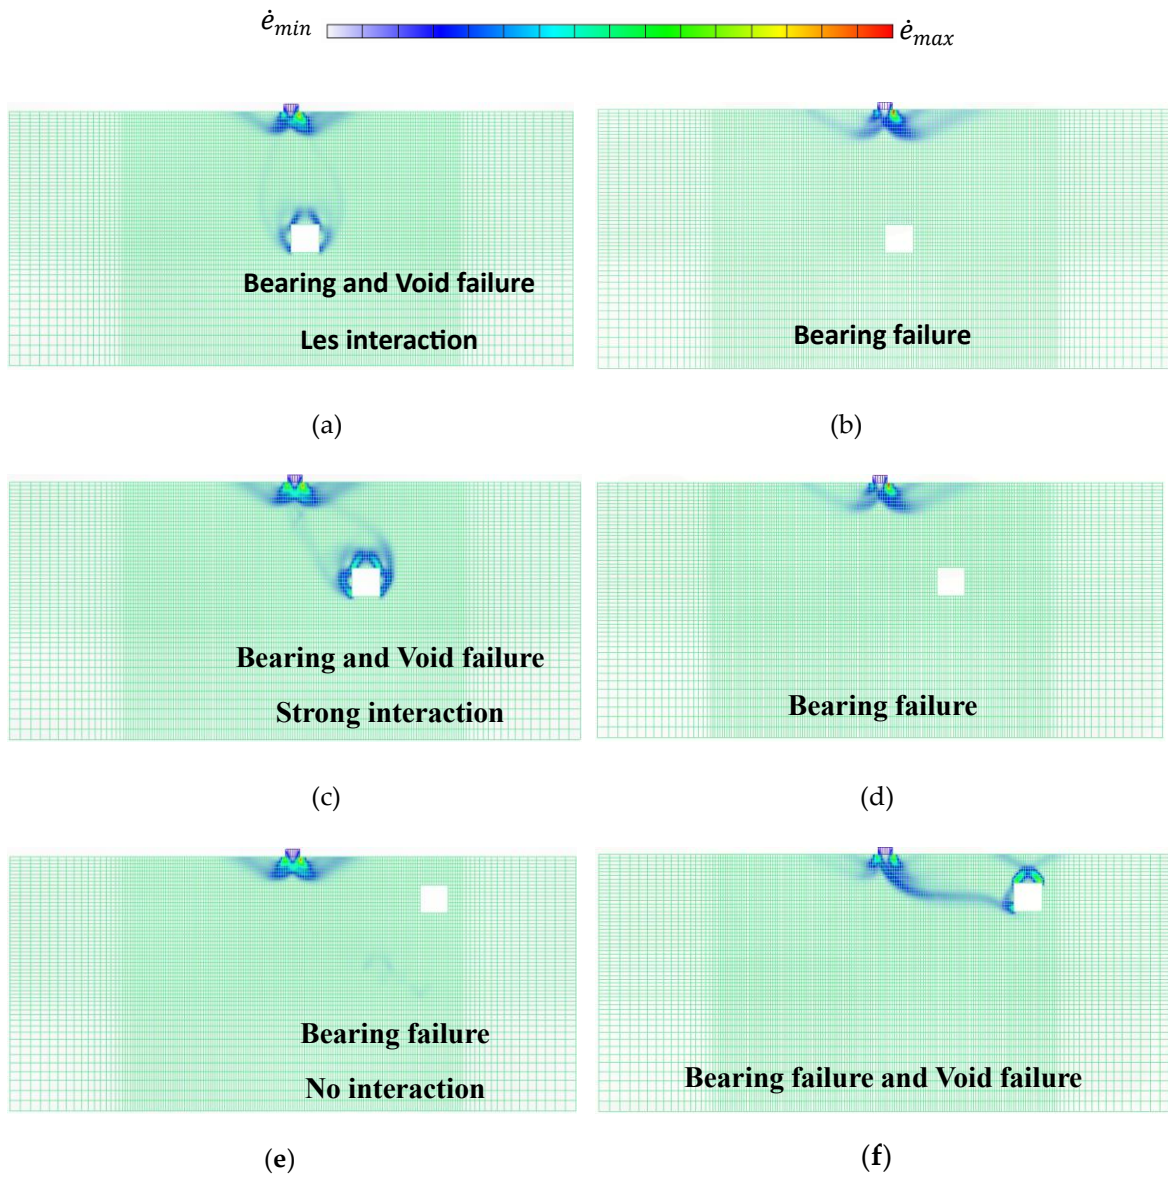 ėmin ėmax
Bearing and Void failure
Les interaction
Bearing failure
(a) (b)
Bearing and Void failure
Strong interaction
Bearing failure
(c) (d)
Bearing failure
No interaction
Bearing failure and Void failure
(e) (f)